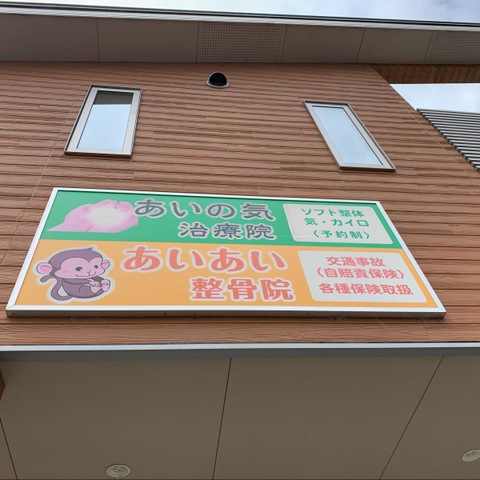 あいの気
治療院
ソフト整体
気・カイロ
(予約制)
あいあい
整骨院
交通事故
(自賠責保険)
各種保険取扱